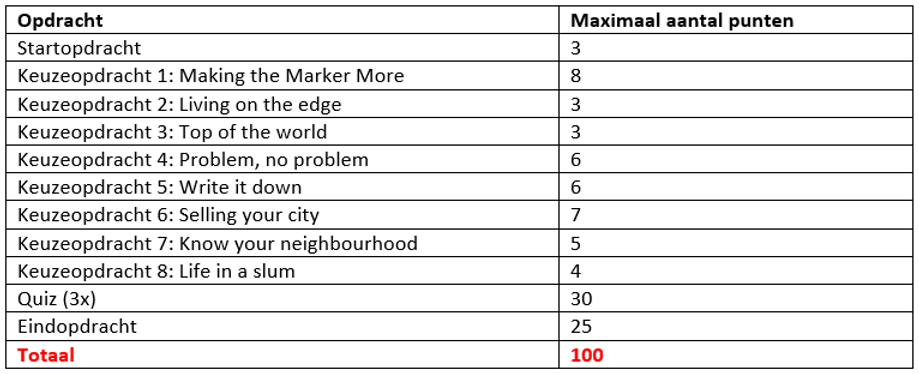 Opdracht Maximaal aantal punten
Startopdracht 3
Keuzeopdracht 1: Making the Marker More 8
Keuzeopdracht 2: Living on the edge 3
Keuzeopdracht 3: Top of the world 3
Keuzeopdracht 4: Problem, no problem 6
Keuzeopdracht 5: Write it down 6
Keuzeopdracht 6: Selling your city 7
Keuzeopdracht 7: Know your neighbourhood 5
Keuzeopdracht 8: Life in a slum 4
Quiz (3x) 30
Eindopdracht 25
Totaal 100